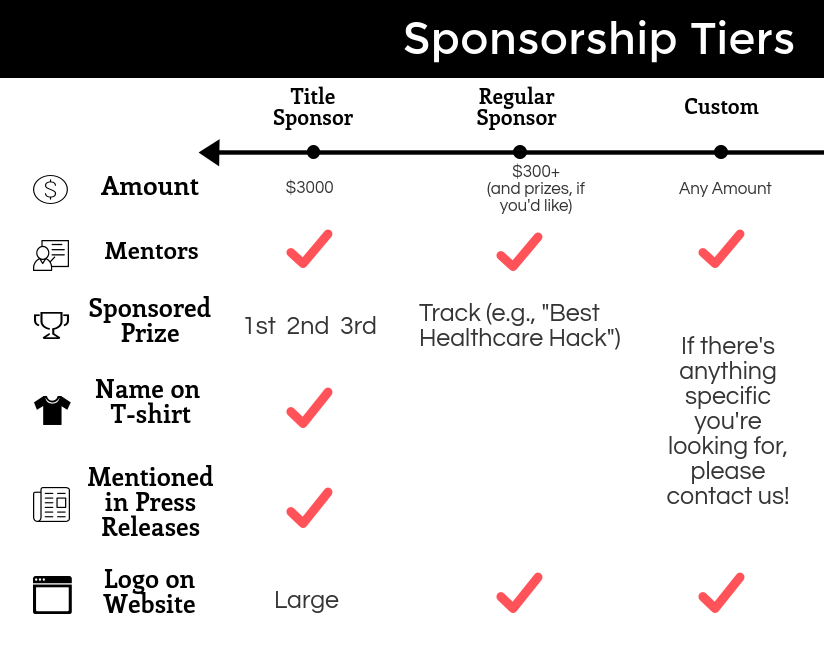 Sponsorship Tiers
Title
Sponsor
Regular
Sponsor
Custom
Amount
$3000
$300+
(and prizes, if
you'd like)
Any Amount
Mentors
Sponsored
Prize
1st 2nd 3rd
Track (e.g., "Best
Healthcare Hack")
If there's
anything
specific
you're
looking for,
please
contact us!
Name on
T-shirt
Mentioned
in Press
Releases
Logo on
Website
Large